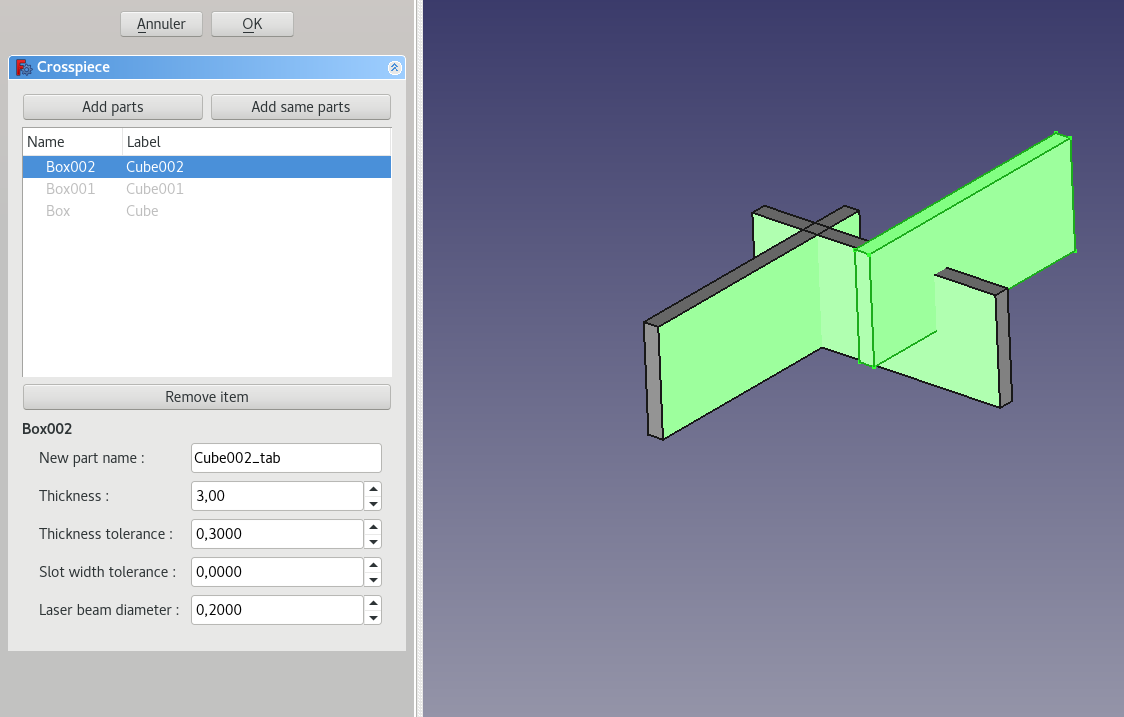 Annuler OK
Crosspiece
Add parts Add same parts
Name Label
Box002 Cube002
Box001 Cube001
Box Cube
Remove item
Box002
New part name : Cube002_tab
Thickness : 3,00
Thickness tolerance : 0,3000
Slot width tolerance : 0,0000
Laser beam diameter : 0,2000